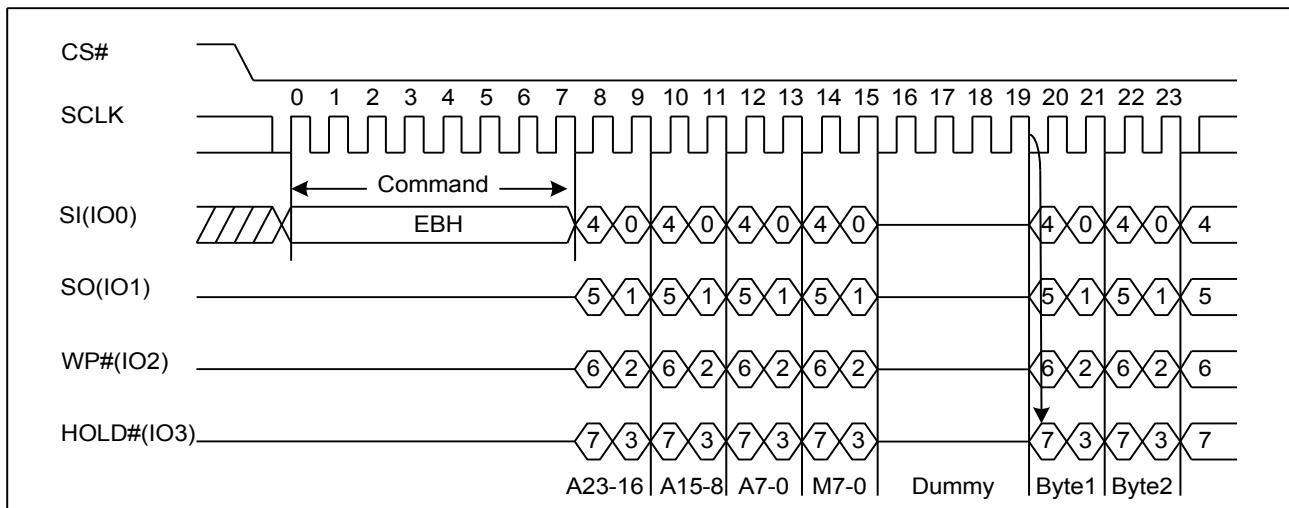 CS#
0 1 2 3 4 5 6 7 8 9 10 11 12 13 14 15 16 17 18 19 20 21 22 23
SCLK
Command
SI(IO0) EBH 4 0 4 0 4 0 4 0 4 0 4 0 4
SO(IO1) 5 1 5 1 5 1 5 1 5 1 5 1 5
WP#(IO2) 6 2 6 2 6 2 6 2 6 2 6 2 6
HOLD#(IO3) 7 3 7 3 7 3 7 3 7 3 7 3 7
A23-16 A15-8 A7-0 M7-0 Dummy Byte1 Byte2